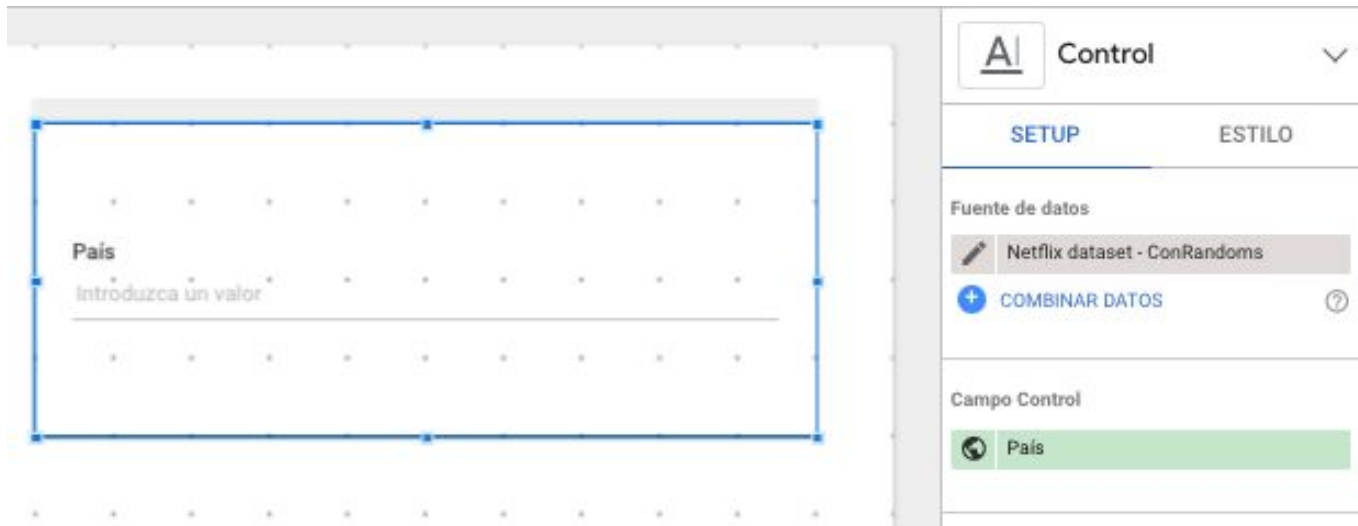 País
Introduzca un valor
A Control
SETUP ESTILO
Fuente de datos
Netflix dataset - ConRandoms
COMBINAR DATOS
Campo Control
País